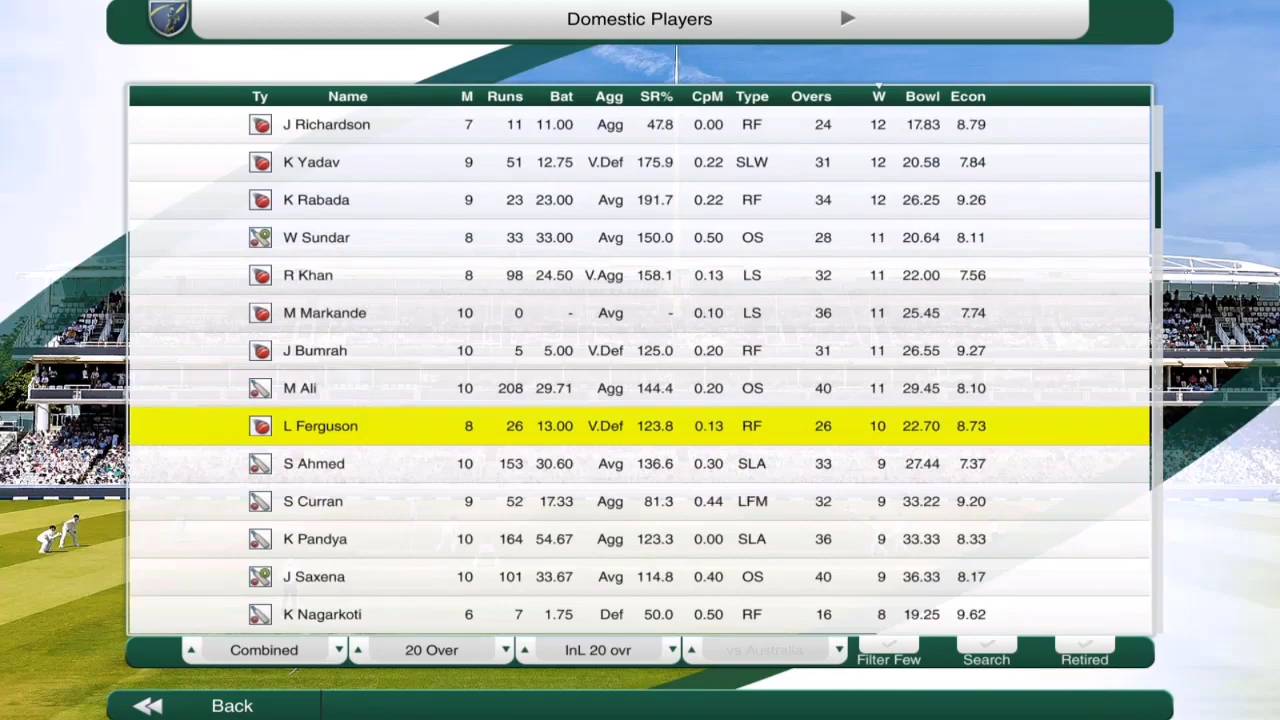 Domestic Players
Ty Name M Runs Bat Agg SR% CpM Type Overs W Bowl Econ
J Richardson 7 11 11.00 Agg 47.8 0.00 RF 24 12 17.83 8.79
K Yadav 9 51 12.75 V.Def 175.9 0.22 SLW 31 12 20.58 7.84
K Rabada 9 23 23.00 Avg 191.7 0.22 RF 34 12 26.25 9.26
W Sundar 8 33 33.00 Avg 150.0 0.50 OS 28 11 20.64 8.11
R Khan 8 98 24.50 V.Agg 158.1 0.13 LS 32 11 22.00 7.56
M Markande 10 0 - Avg - 0.10 LS 36 11 25.45 7.74
J Bumrah 10 5 5.00 V.Def 125.0 0.20 RF 31 11 26.55 9.27
M Ali 10 208 29.71 Agg 144.4 0.20 OS 40 11 29.45 8.10
L Ferguson 8 26 13.00 V.Def 123.8 0.13 RF 26 10 22.70 8.73
S Ahmed 10 153 30.60 Avg 136.6 0.30 SLA 33 9 27.44 7.37
S Curran 9 52 17.33 Agg 81.3 0.44 LFM 32 9 33.22 9.20
K Pandya 10 164 54.67 Agg 123.3 0.00 SLA 36 9 33.33 8.33
J Saxena 10 101 33.67 Avg 114.8 0.40 OS 40 9 36.33 8.17
K Nagarkoti 6 7 1.75 Def 50.0 0.50 RF 16 8 19.25 9.62
Combined 20 Over InL 20 ovr vs Australia Filter Few Search Retired
Back